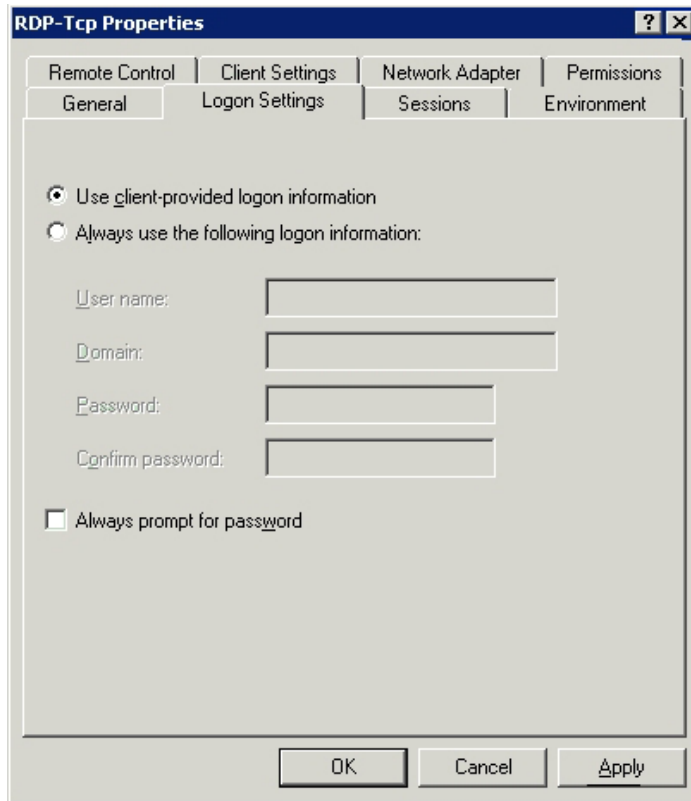 RDP-Tcp Properties
Remote Control Client Settings Network Adapter Permissions
General Logon Settings Sessions Environment
Use client-provided logon information
Always use the following logon information:
User name:
Domain:
Password:
Confirm password:
Always prompt for password
OK Cancel Apply